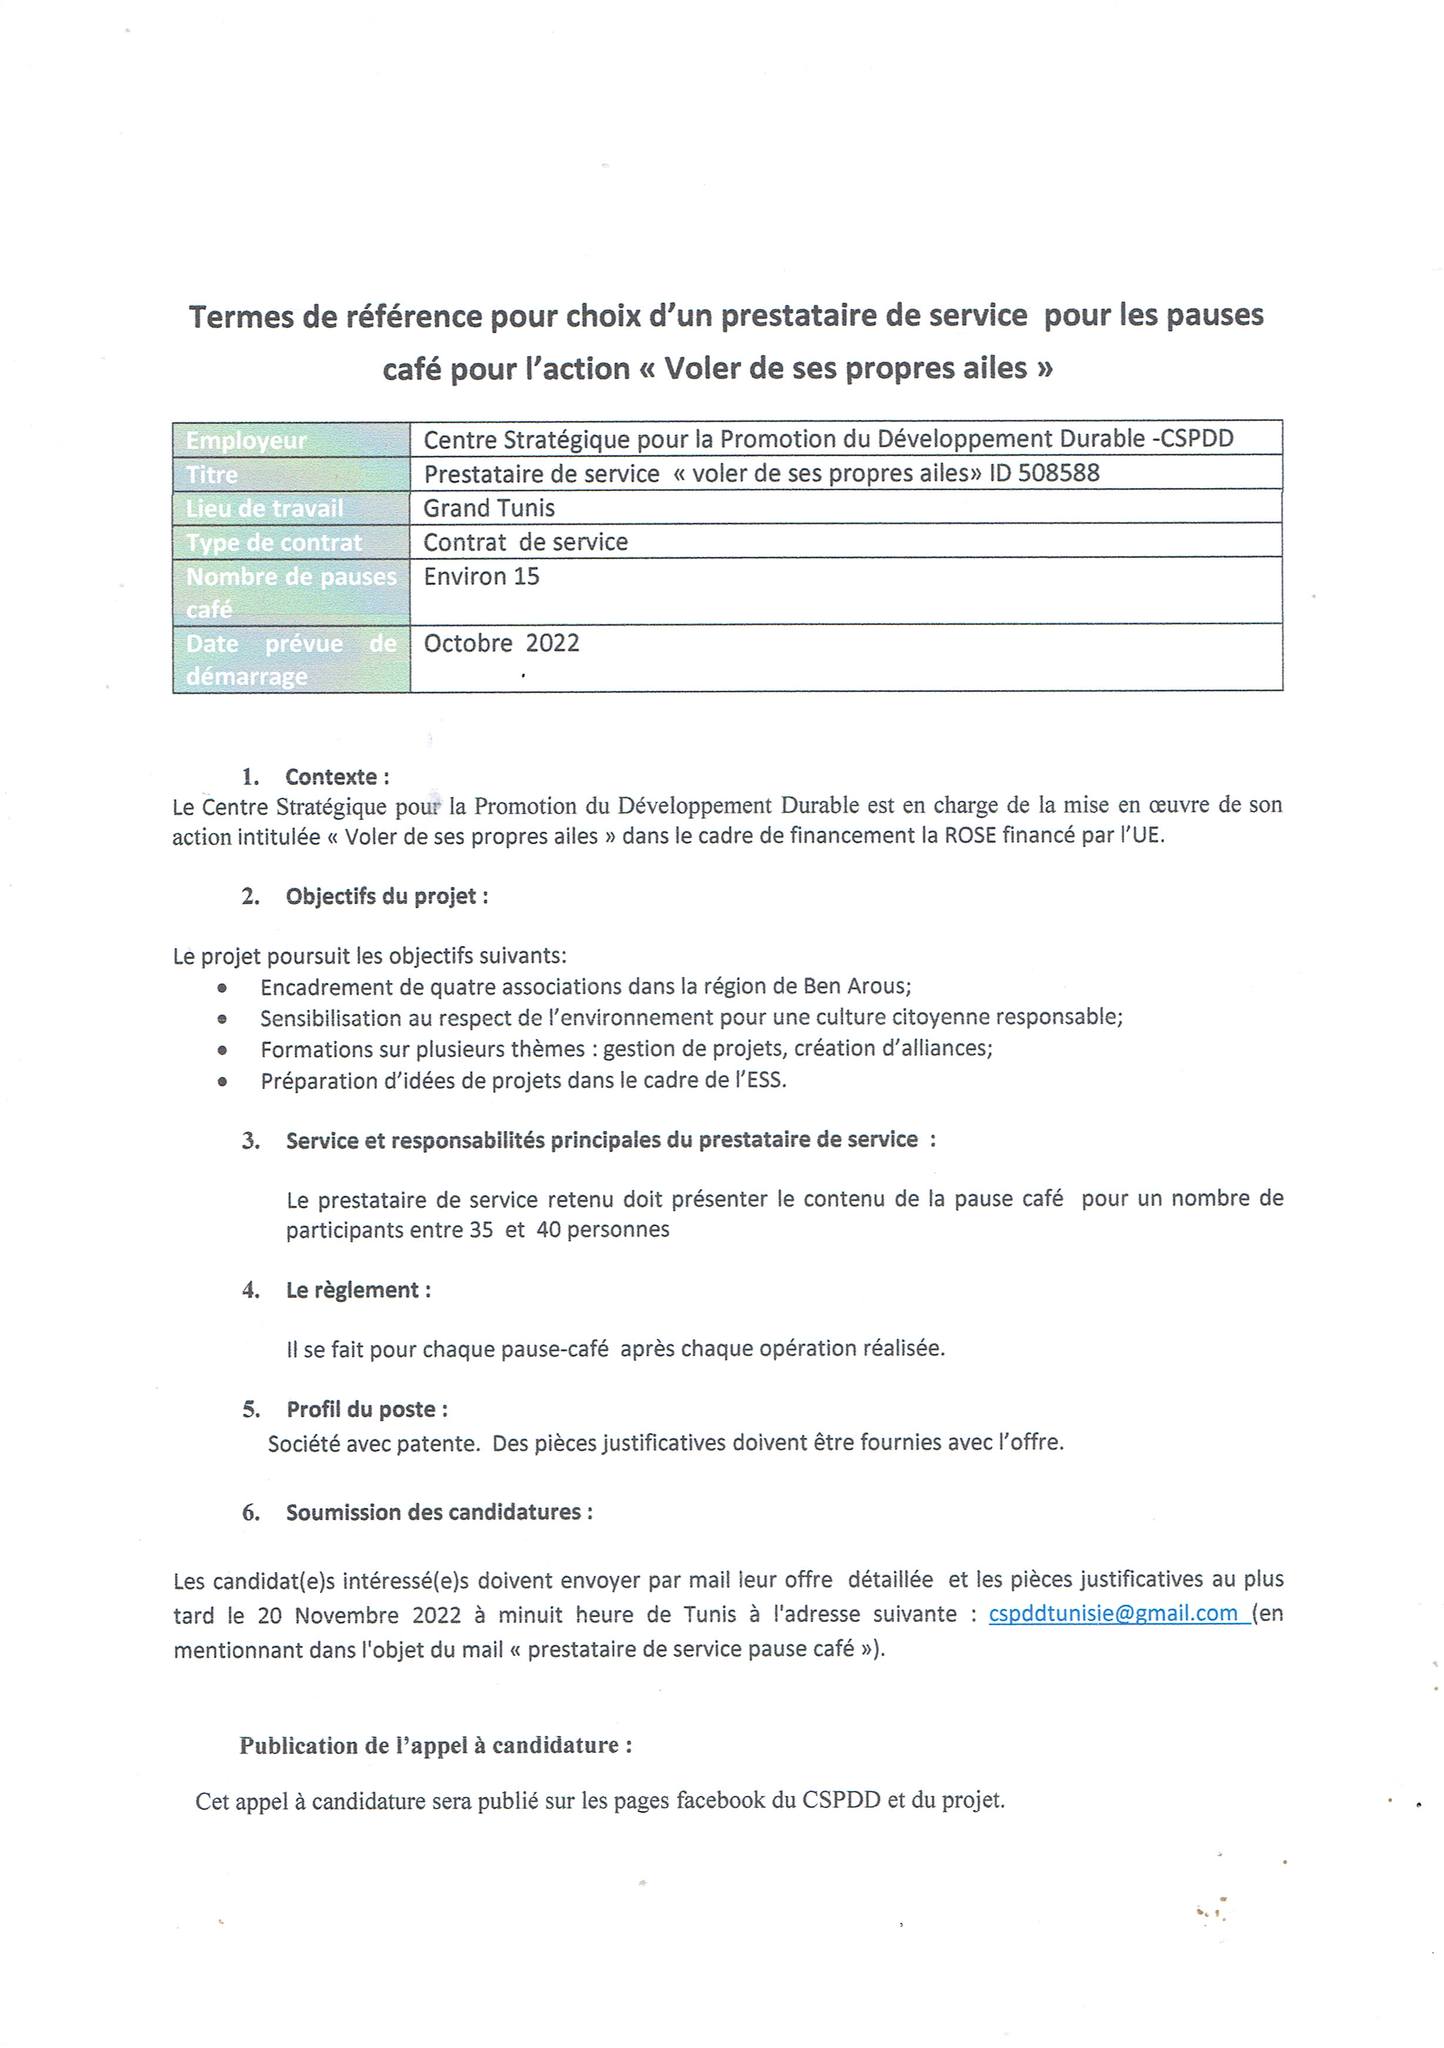 Termes de référence pour choix d’un prestataire de service pour les pauses
café pour l’action « Voler de ses propres ailes »
Employeur Centre Stratégique pour la Promotion du Développement Durable -CSPDD
Titre Prestataire de service « voler de ses propres ailes» ID 508588
Lieu de travail Grand Tunis
Type de contrat Contrat de service
Nombre de pauses Environ 15
café
Date prévue de Octobre 2022
démarrage
1. Contexte :
Le Centre Stratégique pour la Promotion du Développement Durable est en charge de la mise en œuvre de son
action intitulée « Voler de ses propres ailes » dans le cadre de financement la ROSE financé par l’UE.
2. Objectifs du projet :
Le projet poursuit les objectifs suivants:
• Encadrement de quatre associations dans la région de Ben Arous;
• Sensibilisation au respect de l’environnement pour une culture citoyenne responsable;
• Formations sur plusieurs thèmes : gestion de projets, création d’alliances;
• Préparation d’idées de projets dans le cadre de l’ESS.
3. Service et responsabilités principales du prestataire de service :
Le prestataire de service retenu doit présenter le contenu de la pause café pour un nombre de
participants entre 35 et 40 personnes
4. Le règlement :
Il se fait pour chaque pause-café après chaque opération réalisée.
5. Profil du poste :
Société avec patente. Des pièces justificatives doivent être fournies avec l’offre.
6. Soumission des candidatures :
Les candidat(e)s intéressé(e)s doivent envoyer par mail leur offre détaillée et les pièces justificatives au plus
tard le 20 Novembre 2022 à minuit heure de Tunis à l'adresse suivante : cspddtunisie@gmail.com (en
mentionnant dans l'objet du mail « prestataire de service pause café »).
Publication de l’appel à candidature :
Cet appel à candidature sera publié sur les pages facebook du CSPDD et du projet.